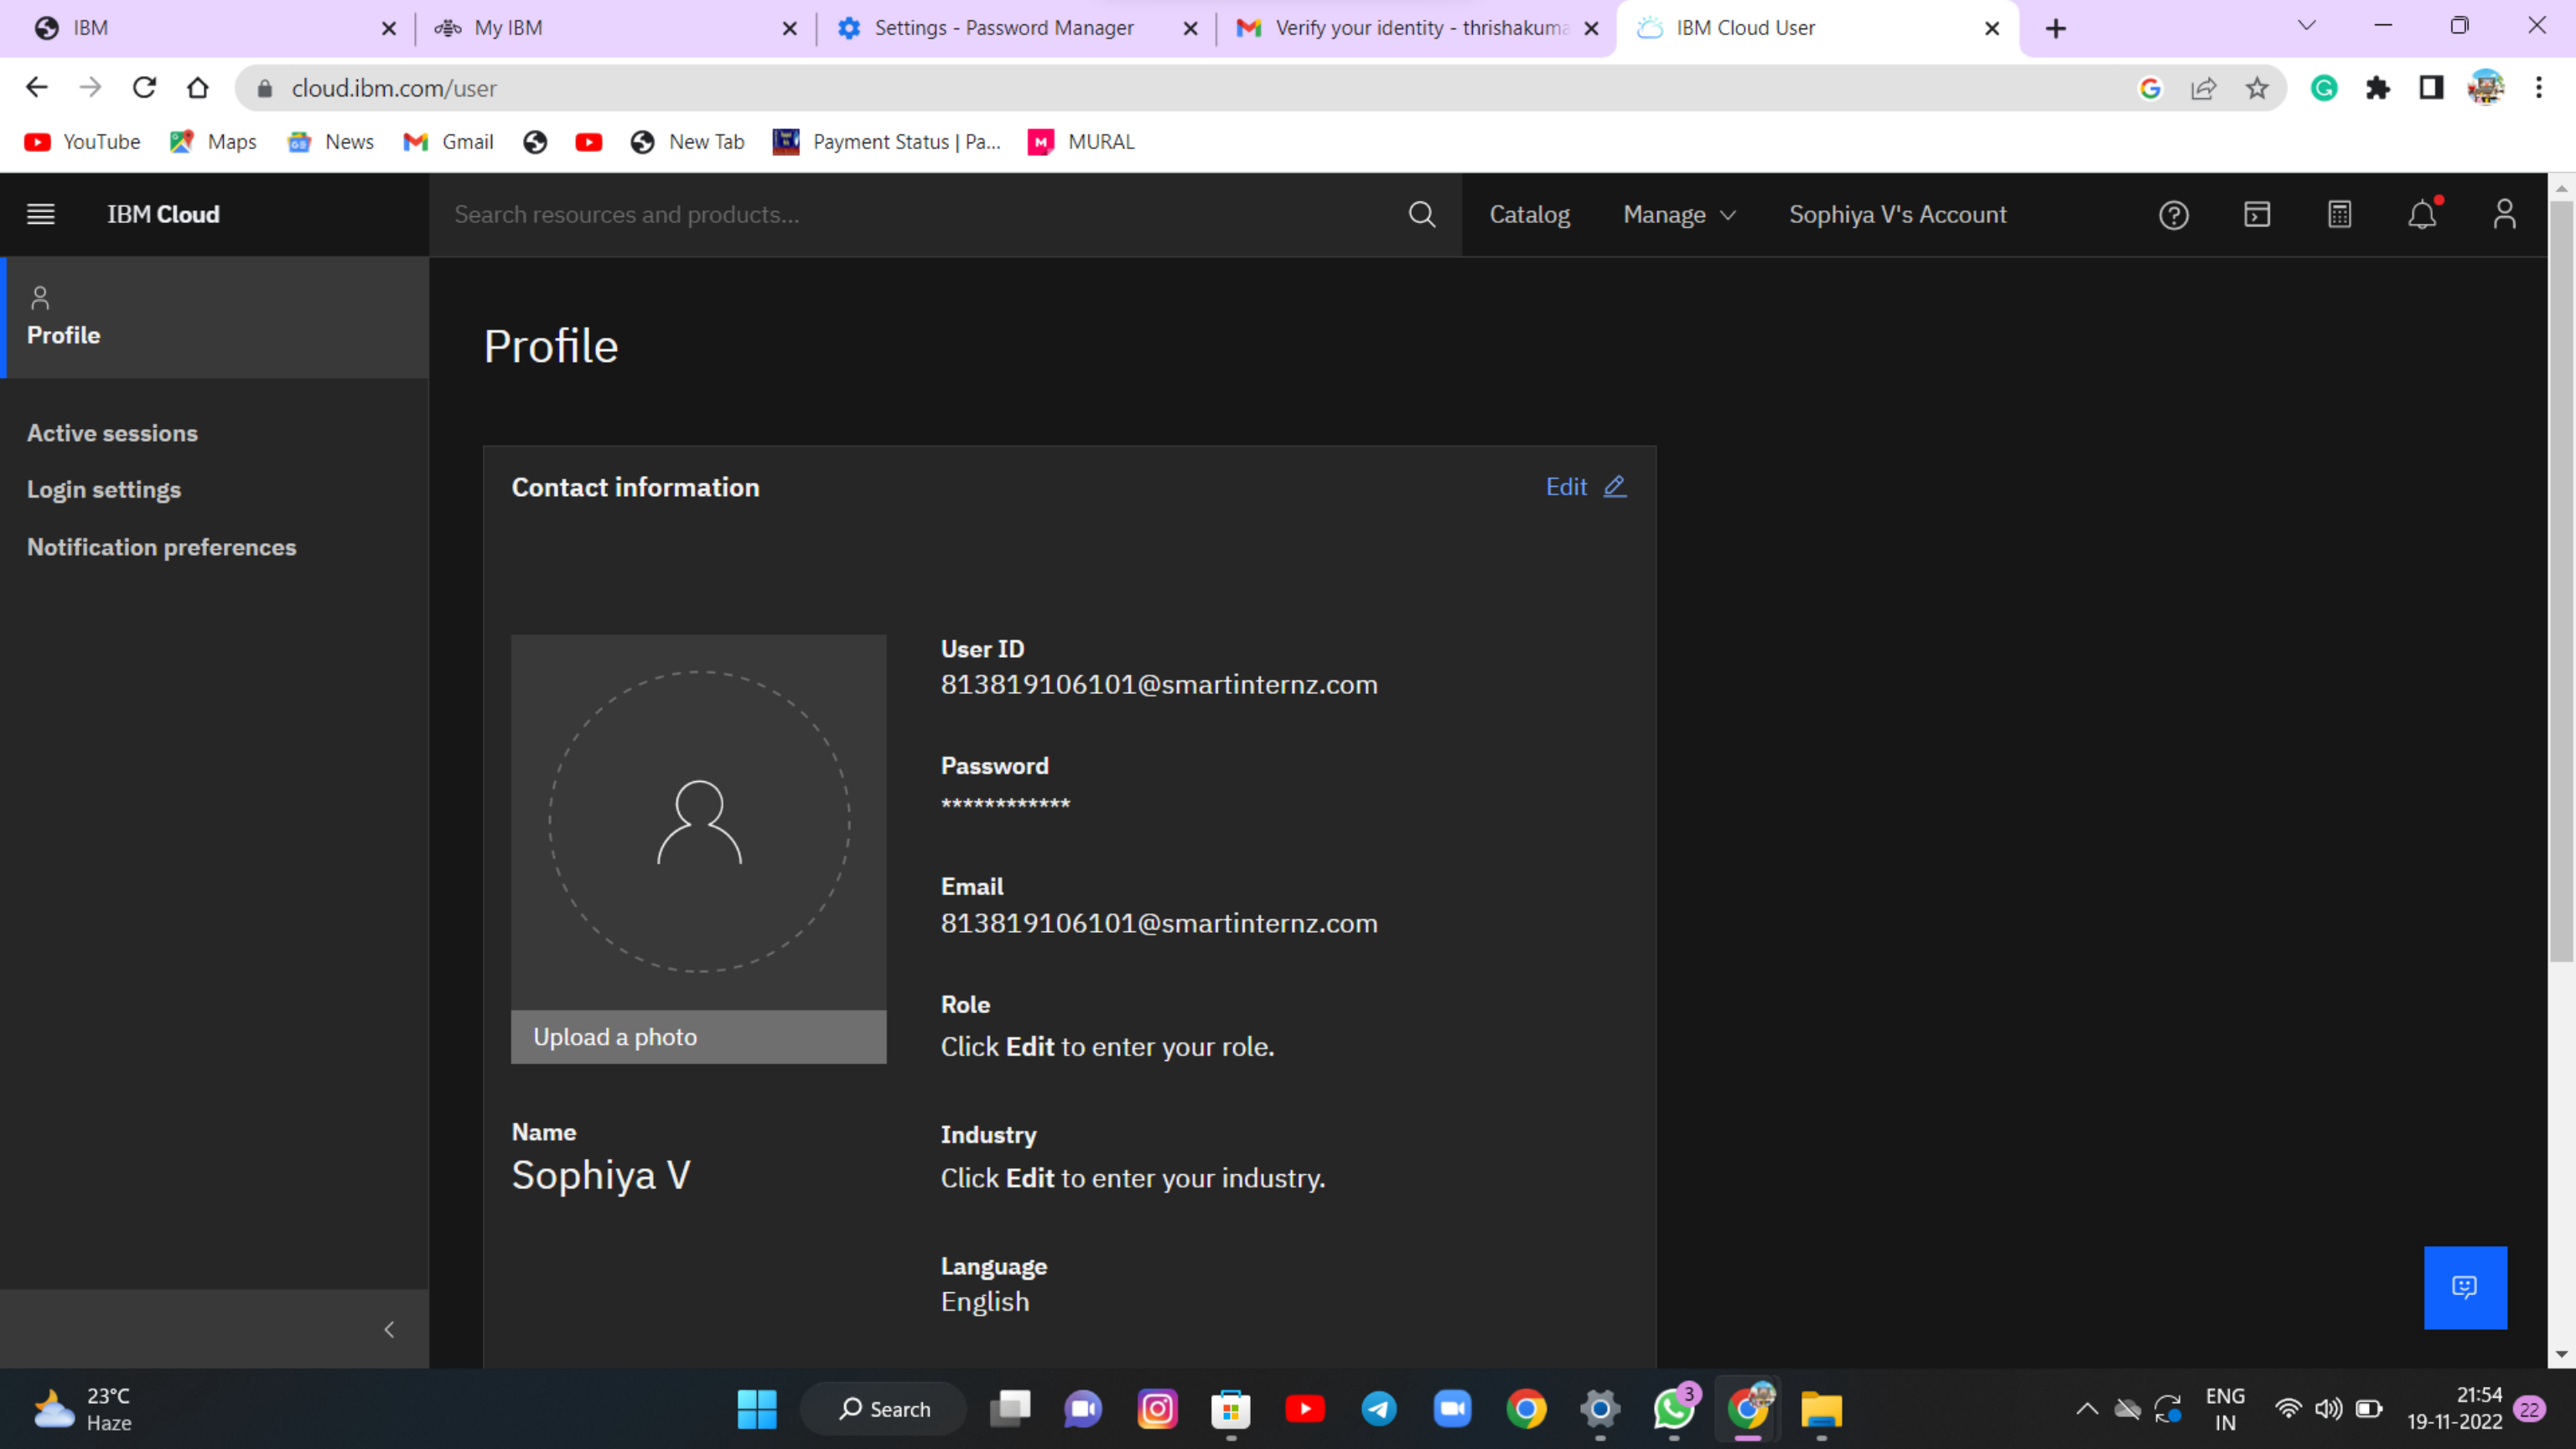 IBM
My IBM
Settings - Password Manager
Verify your identity - thrishakuma
IBM Cloud User
cloud.ibm.com/user
YouTube
Maps
News
Gmail
New Tab
Payment Status | Pa...
MURAL
IBM Cloud
Search resources and products...
Catalog
Manage
Sophiya V's Account
Profile
Active sessions
Login settings
Notification preferences
Profile
Contact information
Edit
Upload a photo
Name
Sophiya V
User ID
813819106101@smartinternz.com
Password
************
Email
813819106101@smartinternz.com
Role
Click Edit to enter your role.
Industry
Click Edit to enter your industry.
Language
English
23°C
Haze
Search
3
ENG
IN
21:54
19-11-2022
22